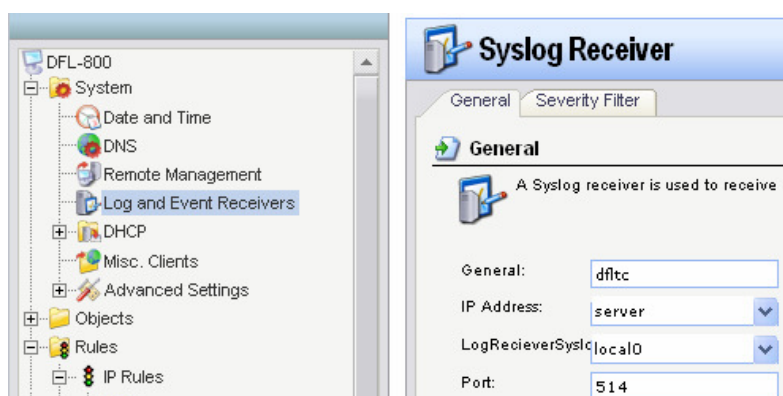 DFL-800
System
Date and Time
DNS
Remote Management
Log and Event Receivers
DHCP
Misc. Clients
Advanced Settings
Objects
Rules
IP Rules
Syslog Receiver
General
Severity Filter
General
A Syslog receiver is used to receive
General: dfltc
IP Address: server
LogRecieverSyslo local0
Port: 514